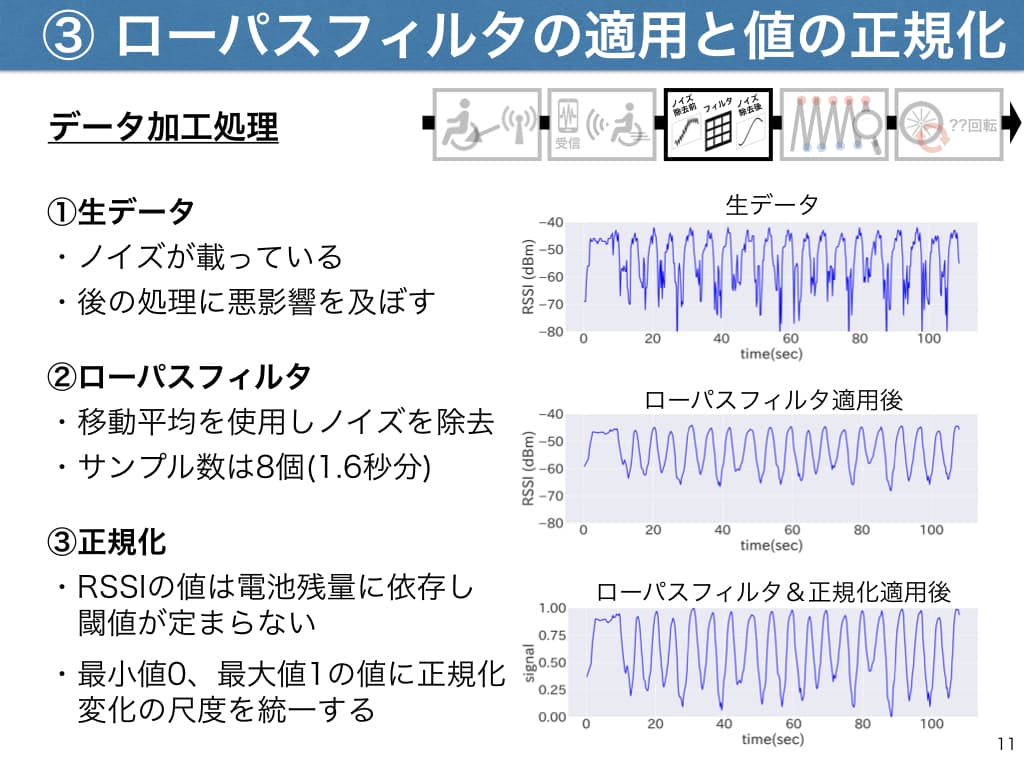 ③ ローパスフィルタの適用と値の正規化
データ加工処理
受信
ノイズ
除去前
フィルタ
ノイズ
除去後
??回転
①生データ
・ノイズが載っている
・後の処理に悪影響を及ぼす
②ローパスフィルタ
・移動平均を使用しノイズを除去
・サンプル数は8個(1.6秒分)
③正規化
・RSSIの値は電池残量に依存し
閾値が定まらない
・最小値0、最大値1の値に正規化
変化の尺度を統一する
生データ
RSSI (dBm)
−40
−50
−60
−70
−80
0 20 40 60 80 100
time(sec)
ローパスフィルタ適用後
RSSI (dBm)
−40
−50
−60
−70
−80
0 20 40 60 80 100
time(sec)
ローパスフィルタ＆正規化適用後
signal
1.00
0.75
0.50
0.25
0.00
0 20 40 60 80 100
time(sec)
11